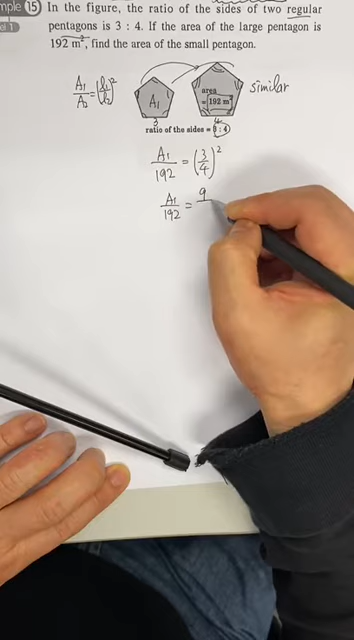 mple 15 In the figure, the ratio of the sides of two regular
pentagons is 3 : 4. If the area of the large pentagon is
192 m², find the area of the small pentagon.
A₁/A₂ = (l₁/l₂)²
A₁
area
= 192 m²
similar
3
4
ratio of the sides = 3 : 4
A₁/192 = (3/4)²
A₁/192 = 9/